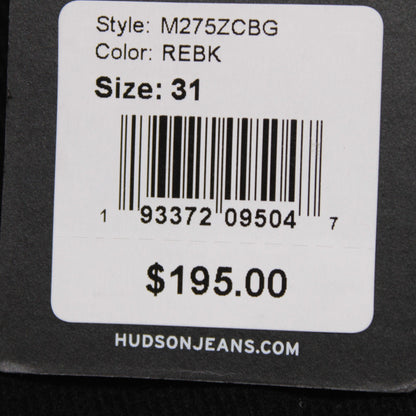 Style: M275ZCBG
Color: REBK
Size: 31
1 93372 09504 7
$195.00
HUDSONJEANS.COM